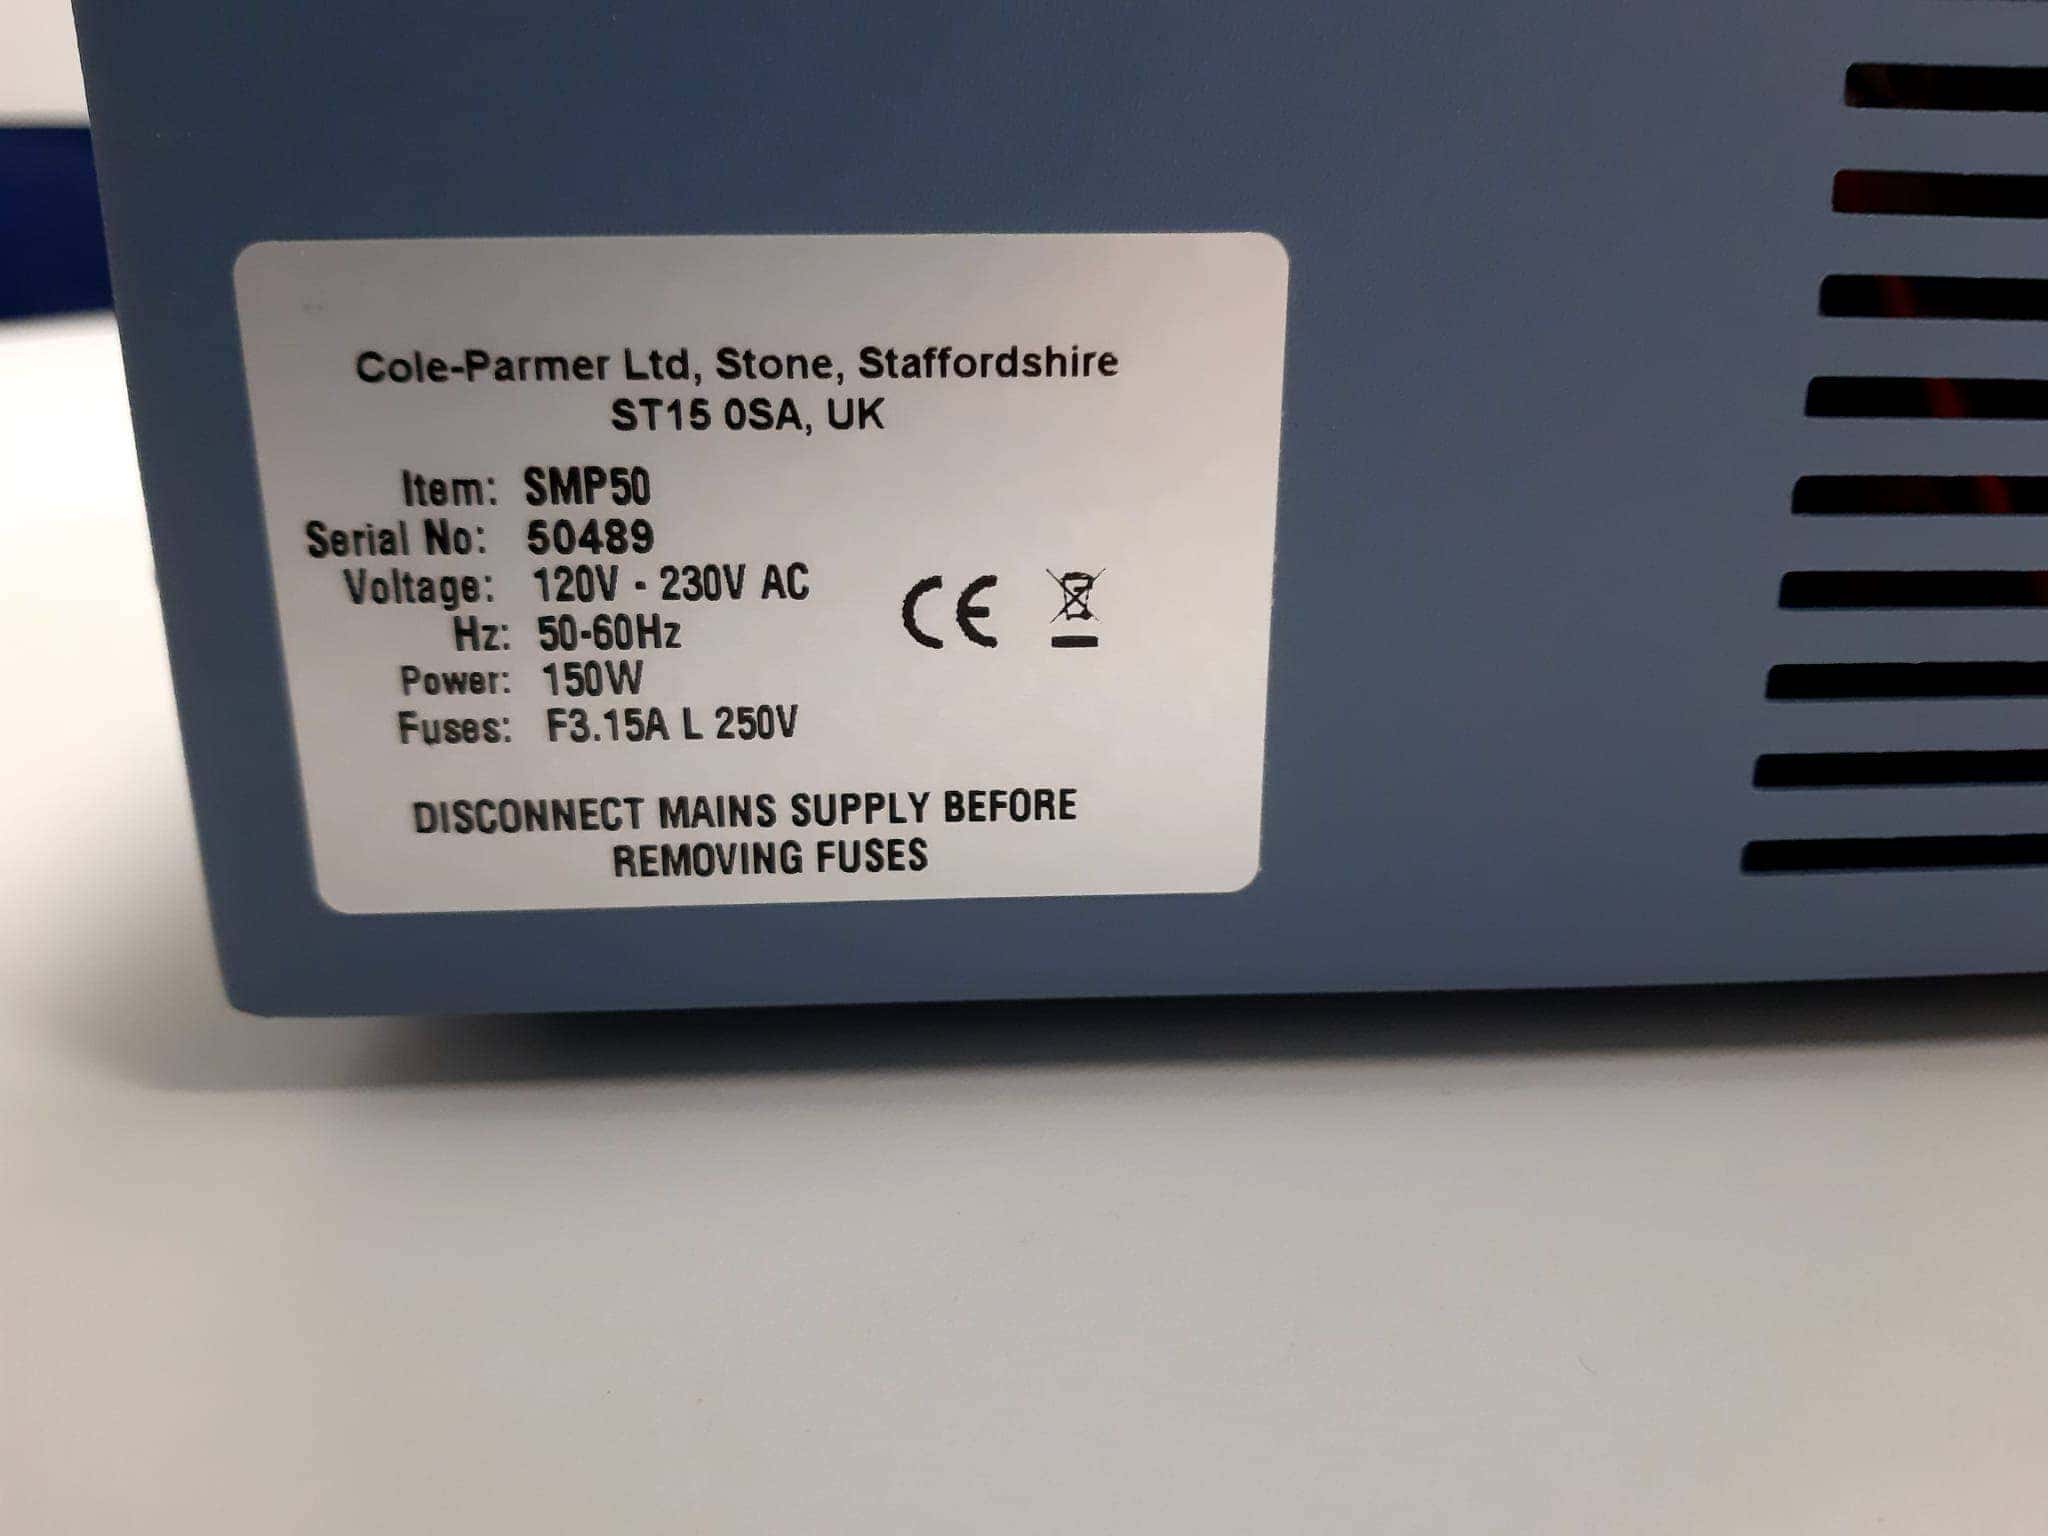 Cole-Parmer Ltd, Stone, Staffordshire
ST15 0SA, UK
Item: SMP50
Serial No: 50489
Voltage: 120V - 230V AC
Hz: 50-60Hz
CE
Power: 150W
Fuses: F3.15A L 250V
DISCONNECT MAINS SUPPLY BEFORE
REMOVING FUSES